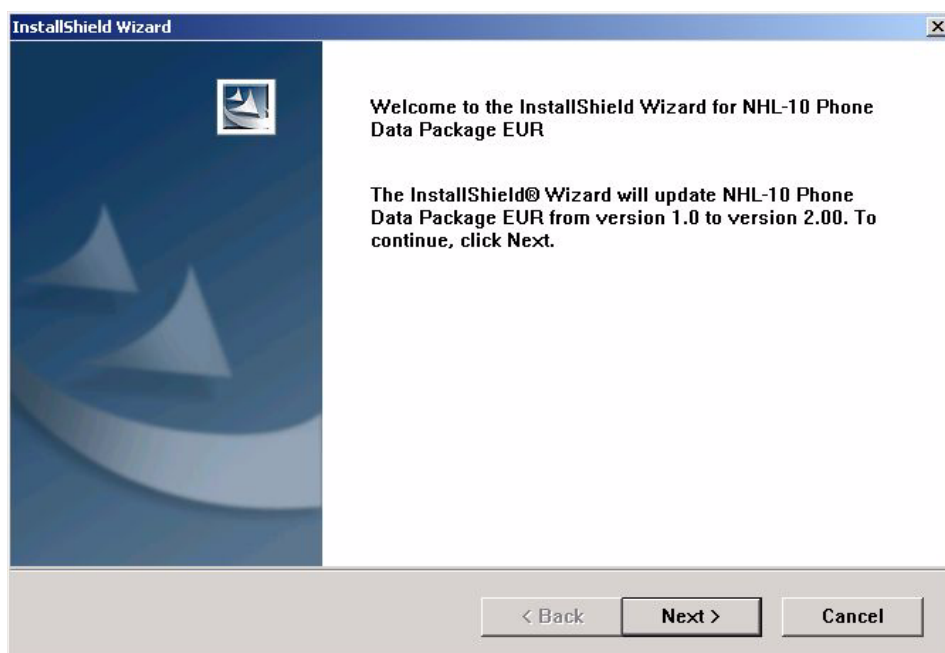 InstallShield Wizard
Welcome to the InstallShield Wizard for NHL-10 Phone
Data Package EUR
The InstallShield® Wizard will update NHL-10 Phone
Data Package EUR from version 1.0 to version 2.00. To
continue, click Next.
< Back
Next >
Cancel